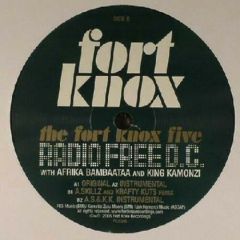 SIDE B
fort
knox
the fort knox five
RADIO FREE D.C.
WITH AFRIKA BAMBAATAA AND KING KAMONZI
A1 ORIGINAL A2 INSTRUMENTAL
B1 A.SKILLZ AND KRAFTY KUTS REMIX
B2 A.S.& K.K. INSTRUMENTAL